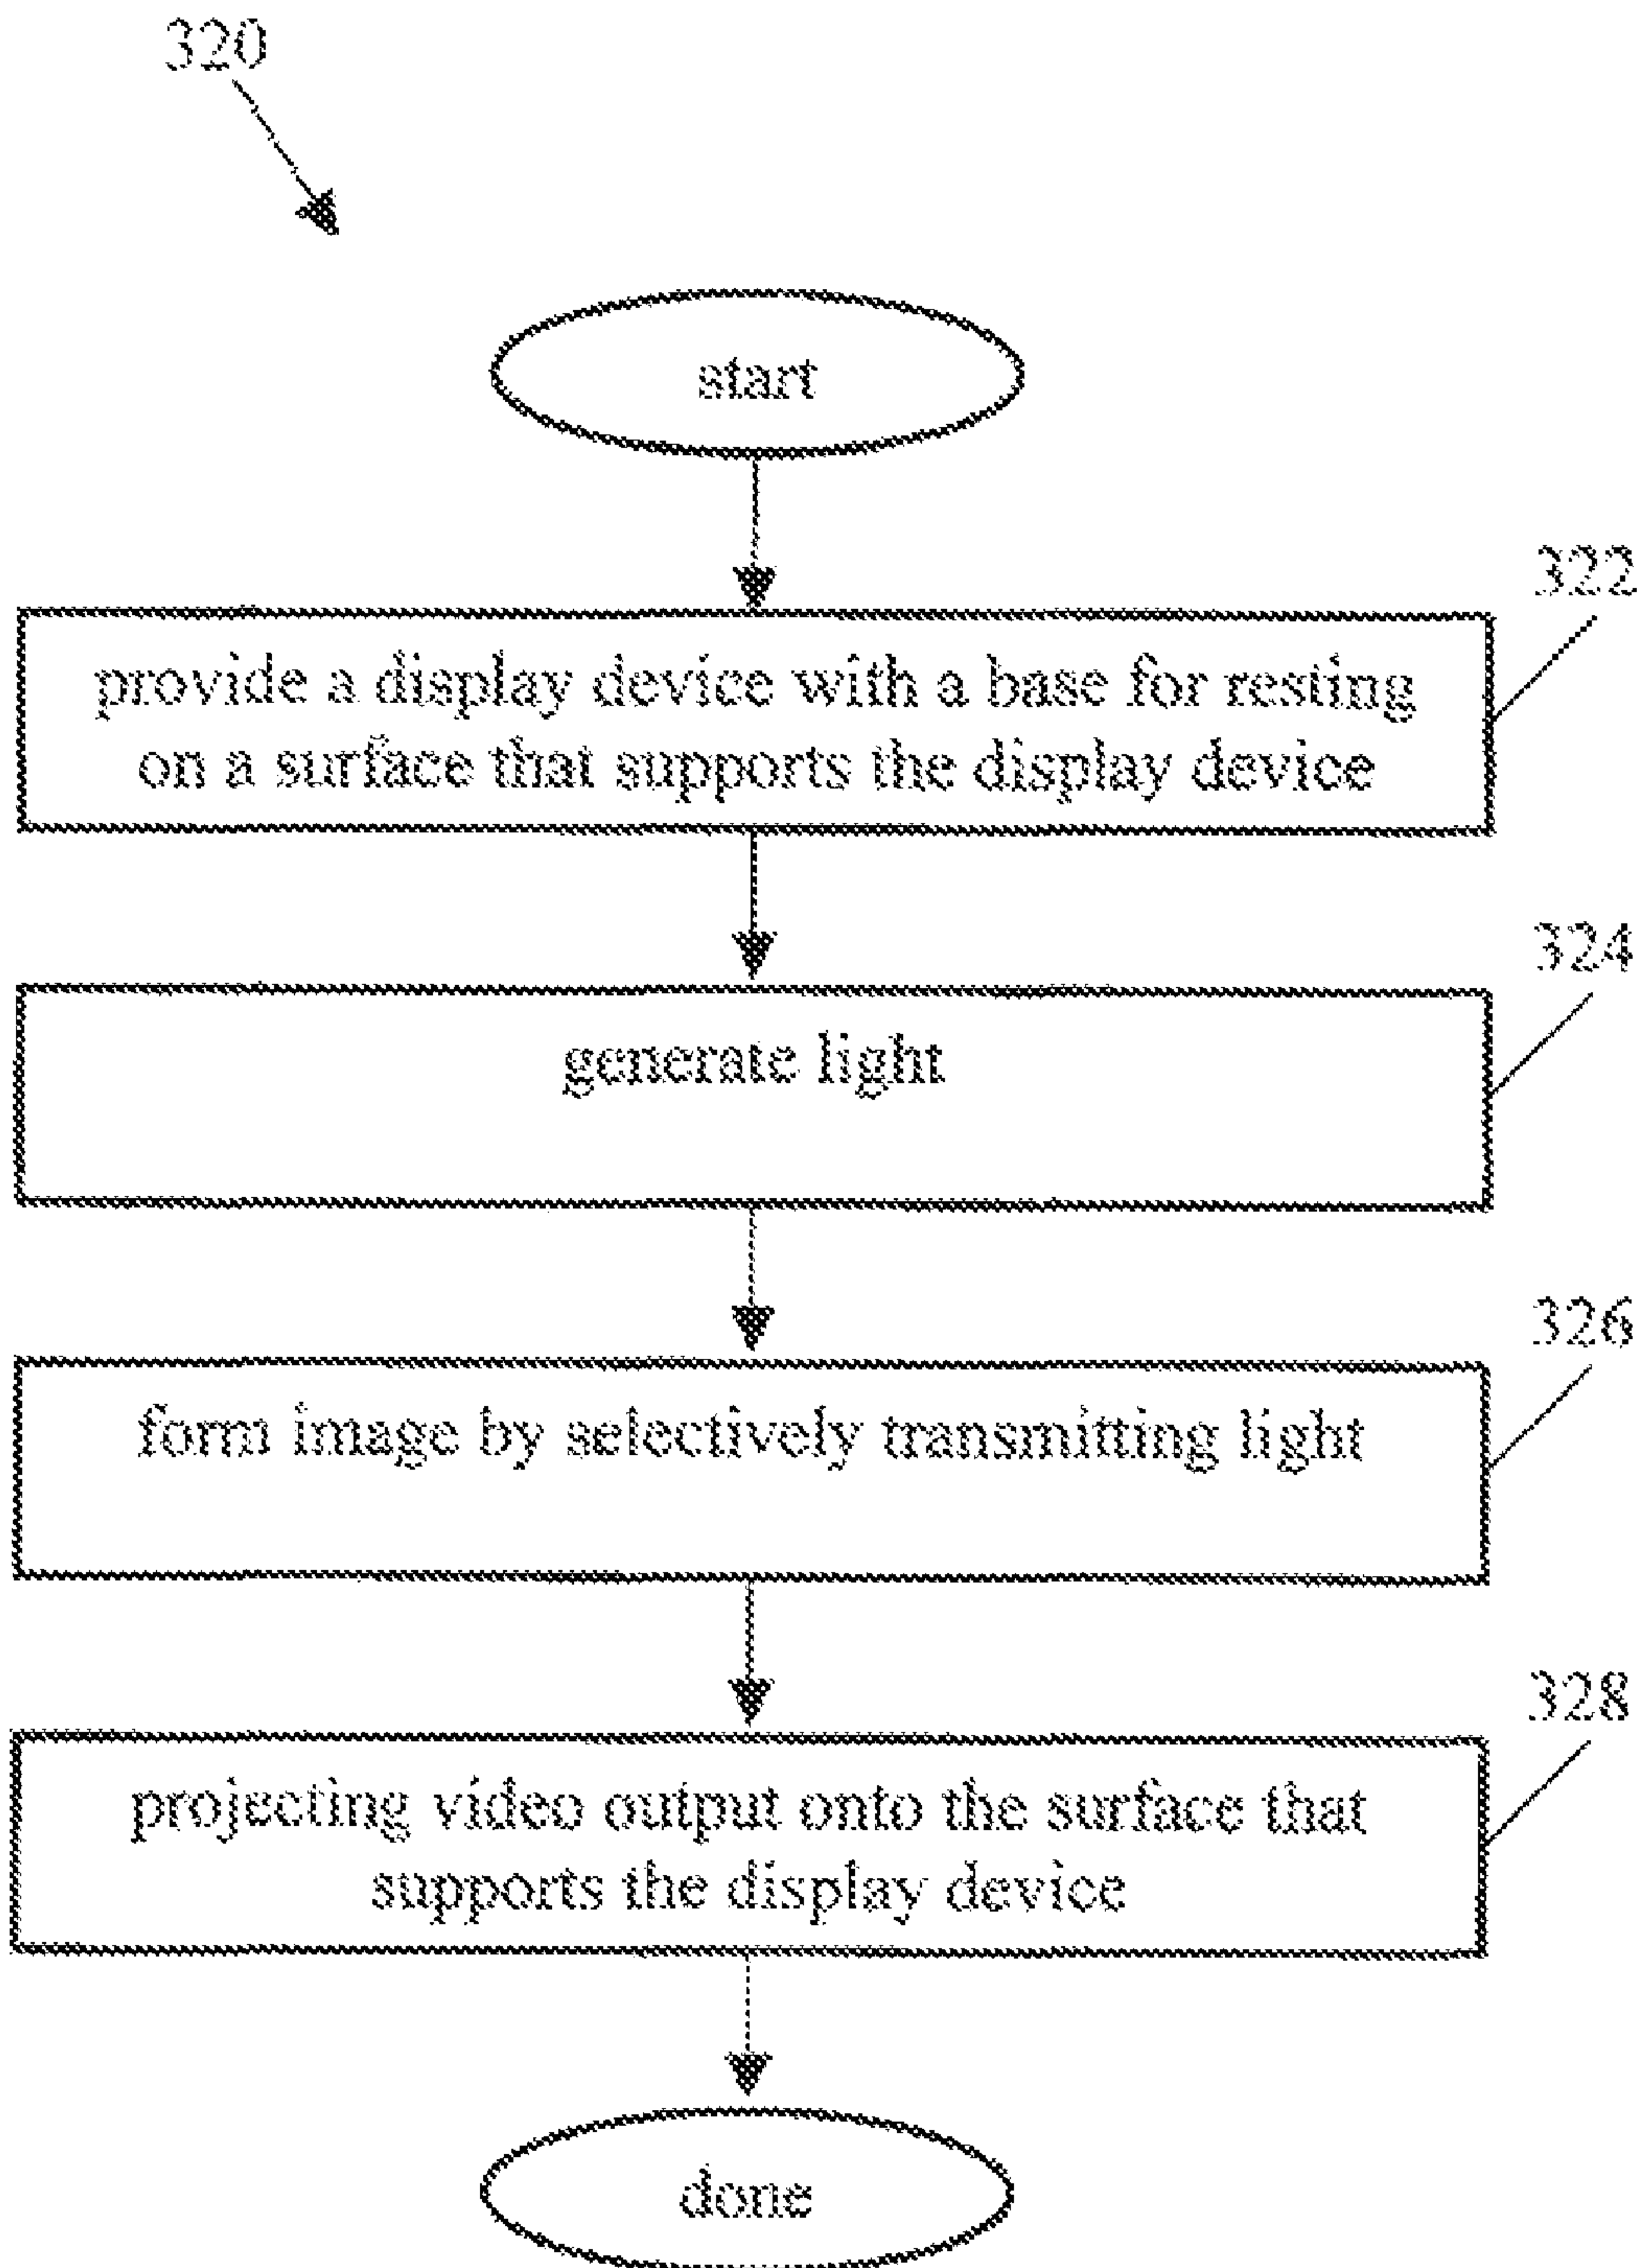 320
start
322
provide a display device with a base for resting
on a surface that supports the display device
324
generate light
326
form image by selectively transmitting light
328
projecting video output onto the surface that
supports the display device
done